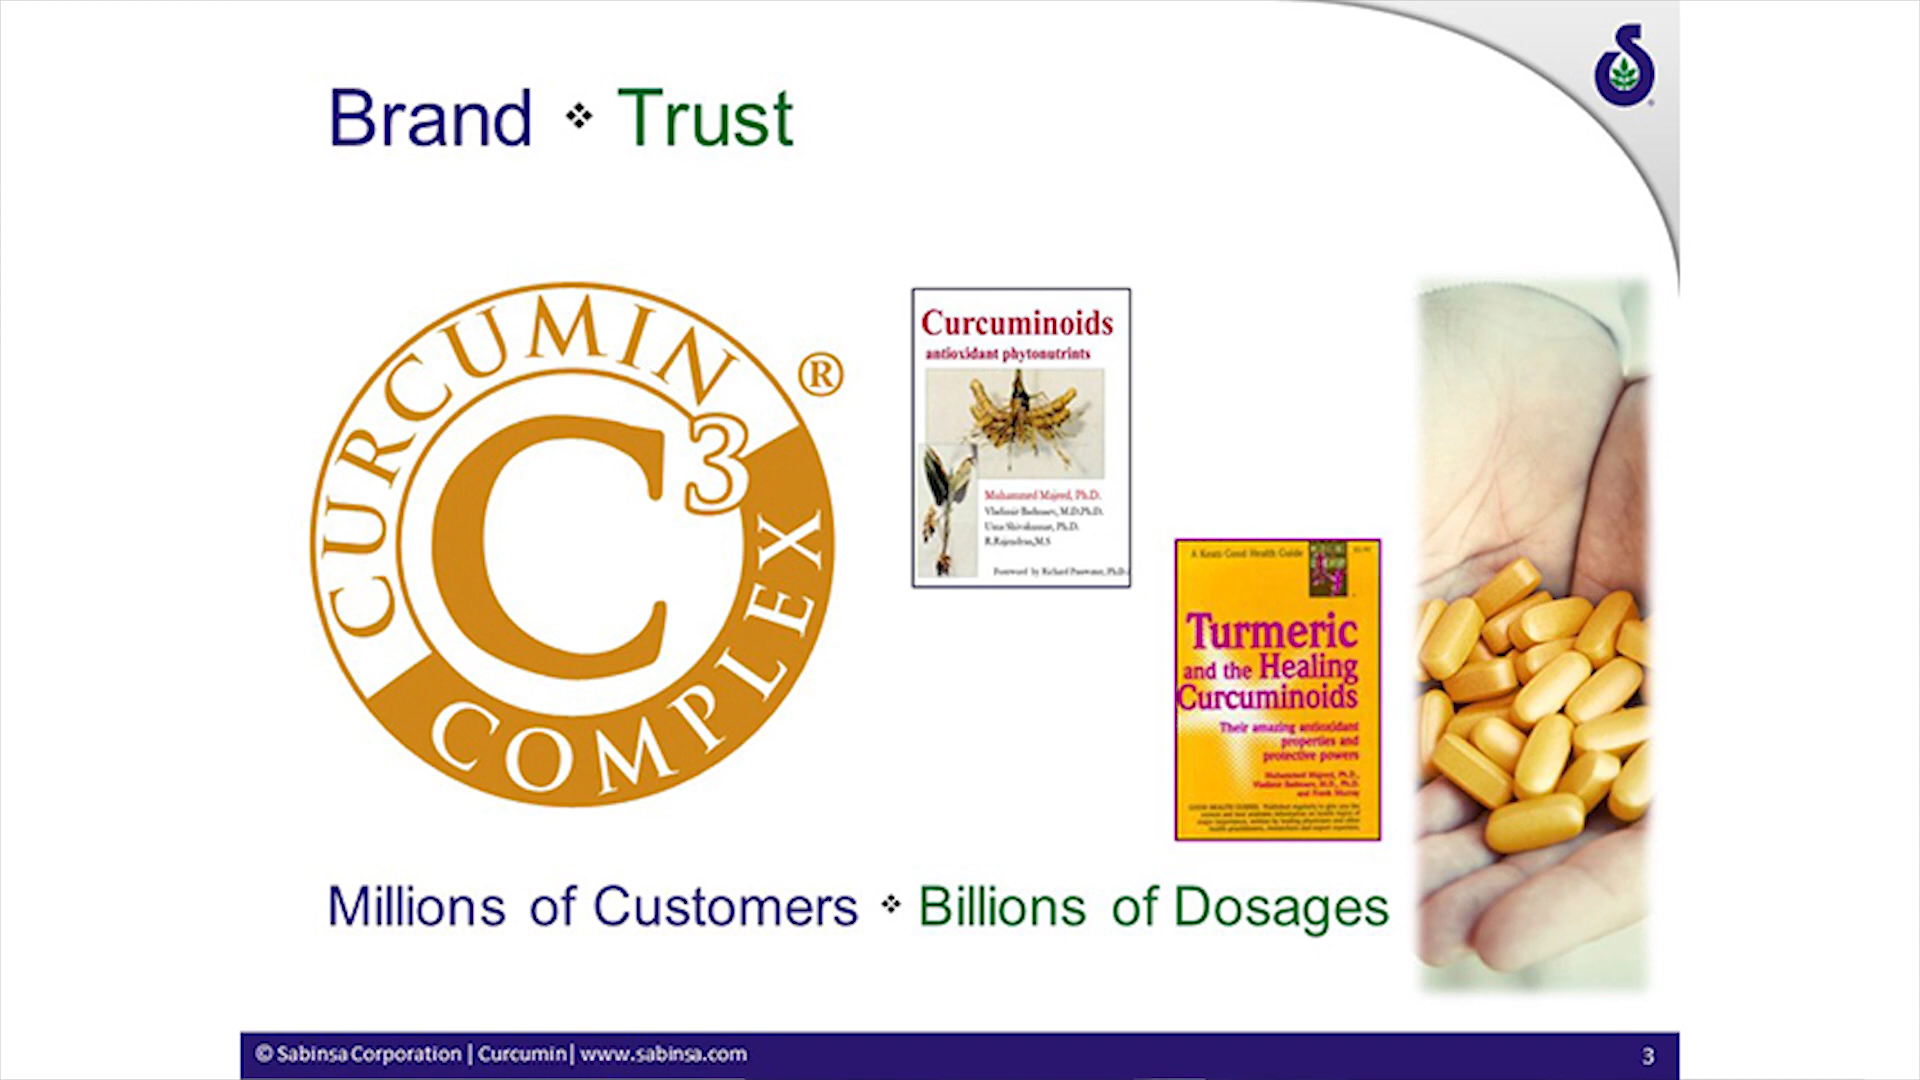 Brand ❖ Trust
CURCUMIN
C3
®
COMPLEX
Curcuminoids
antioxidant phytonutrints
Muhammed Majeed, Ph.D.
Vladimir Badmaev, M.D.Ph.D.
Uma Shivakumar, Ph.D.
R.Rajendran,M.S
Foreword by Richard Passwater, Ph.D.
A Keats Good Health Guide
Turmeric
and the Healing
Curcuminoids
Their amazing antioxidant
properties and
protective powers
Muhammed Majeed, Ph.D.,
Vladimir Badmaev, M.D., Ph.D.
and Frank Murray
Millions of Customers ❖ Billions of Dosages
© Sabinsa Corporation | Curcumin| www.sabinsa.com
3